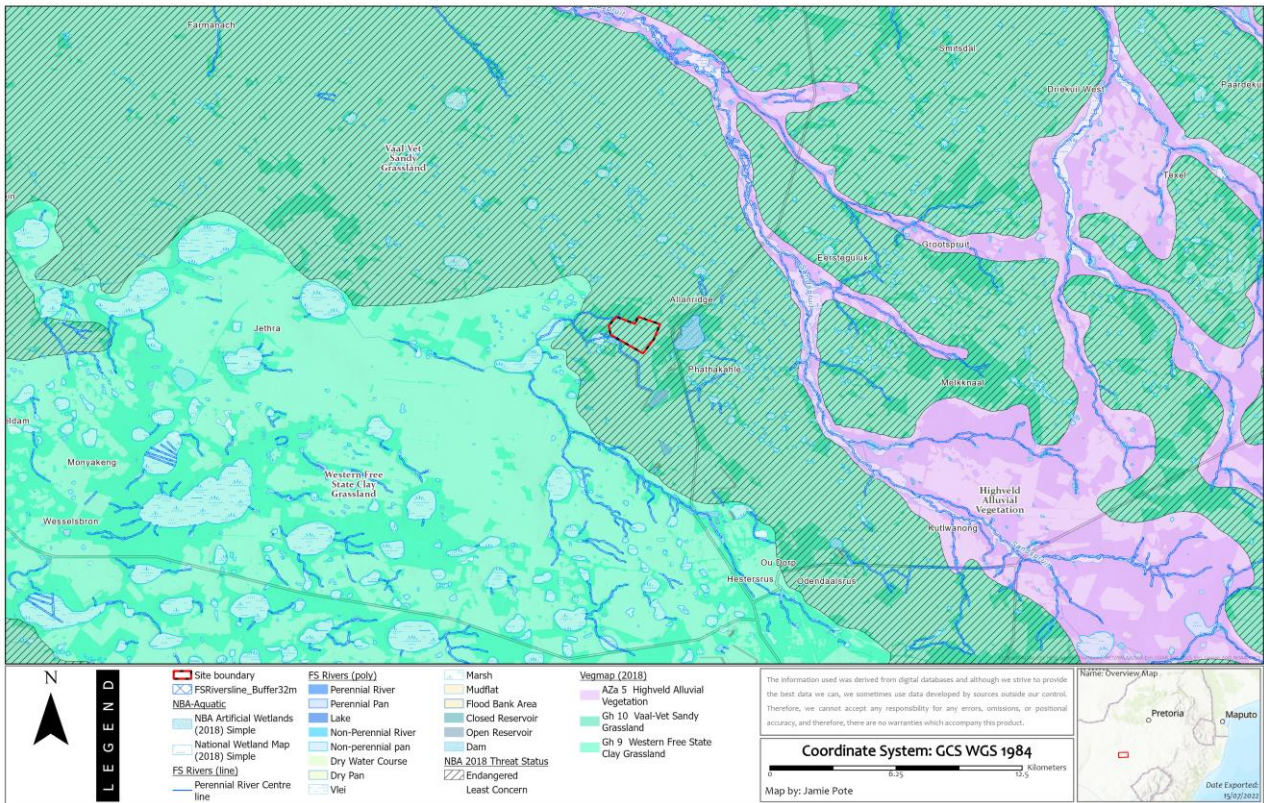 Farmanach
Smitsdal
Driekuil West
Vaal-Vet
Sandy
Grassland
Texel
Grootspruit
Eersteguluk
Allanridge
Jethra
Phathakahle
Melkknaal
Monyakeng
Western Free
State Clay
Grassland
Highveld
Alluvial
Vegetation
Wesselsbron
Kutlwanong
Ou Dorp
Hestersrus
Odendaalsrus
N
LEGEND
Site boundary
FSRiversline_Buffer32m
NBA-Aquatic
NBA Artificial Wetlands
(2018) Simple
National Wetland Map
(2018) Simple
FS Rivers (line)
Perennial River Centre
line
FS Rivers (poly)
Perennial River
Perennial Pan
Lake
Non-Perennial River
Non-perennial pan
Dry Water Course
Dry Pan
Vlei
Marsh
Mudflat
Flood Bank Area
Closed Reservoir
Open Reservoir
Dam
NBA 2018 Threat Status
Endangered
Least Concern
Vegmap (2018)
AZa 5 Highveld Alluvial
Vegetation
Gh 10 Vaal-Vet Sandy
Grassland
Gh 9 Western Free State
Clay Grassland
The information used was derived from digital databases and although we strive to provide
the best data we can, we sometimes use data developed by sources outside our control.
Therefore, we cannot accept any responsibility for any errors, omissions, or positional
accuracy, and therefore, there are no warranties which accompany this product.
Coordinate System: GCS WGS 1984
Kilometers
0 6.25 12.5
Map by: Jamie Pote
Name: Overview Map
Pretoria
Maputo
Date Exported:
15/07/2022